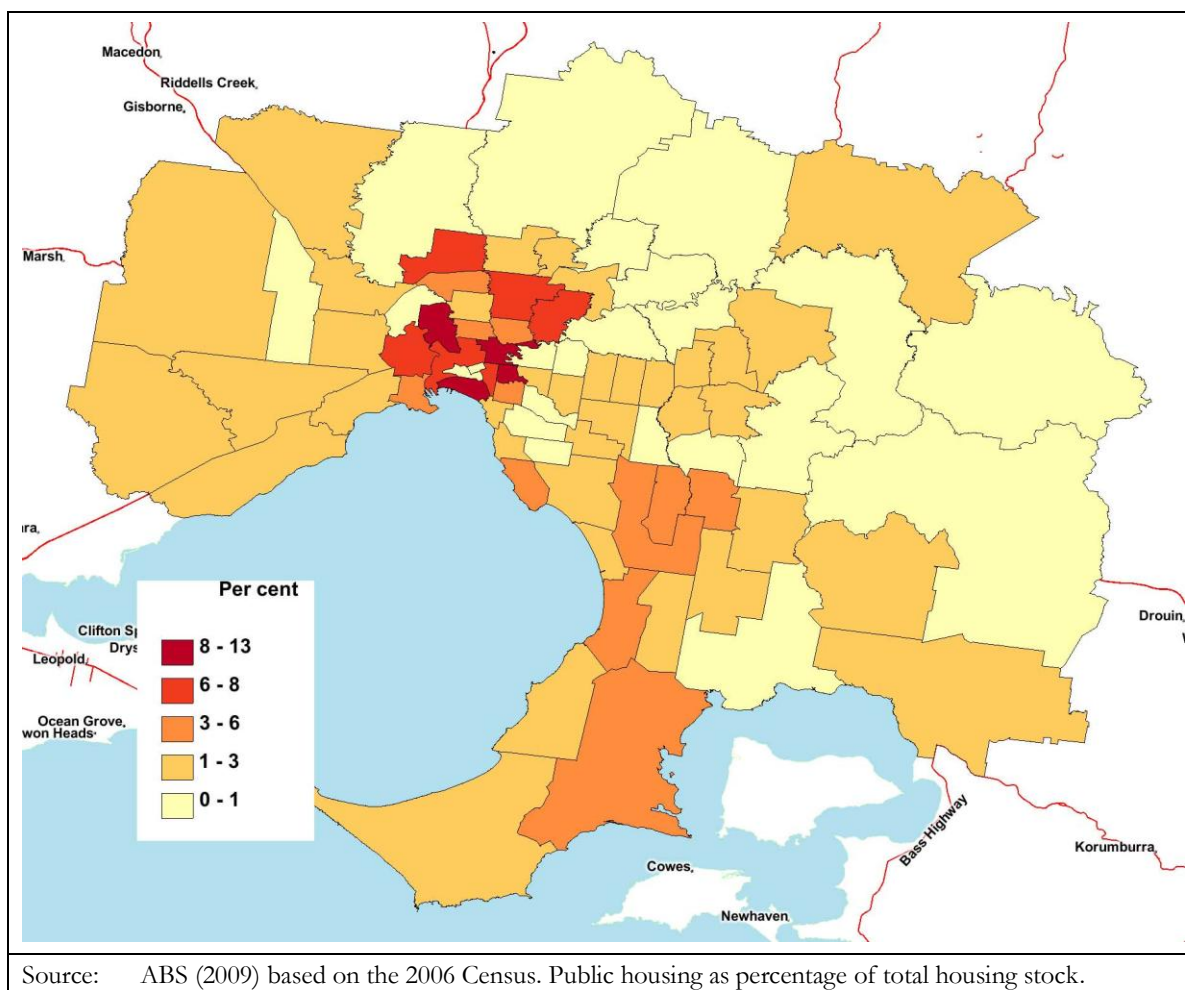 Macedon
Riddells Creek
Gisborne
Marsh
ara
Per cent
8 - 13
6 - 8
3 - 6
1 - 3
0 - 1
Clifton Sp
Drys
Leopold
Ocean Grove
won Heads
Drouin
Bass Highway
Korumburra
Cowes
Newhaven
Source: ABS (2009) based on the 2006 Census. Public housing as percentage of total housing stock.